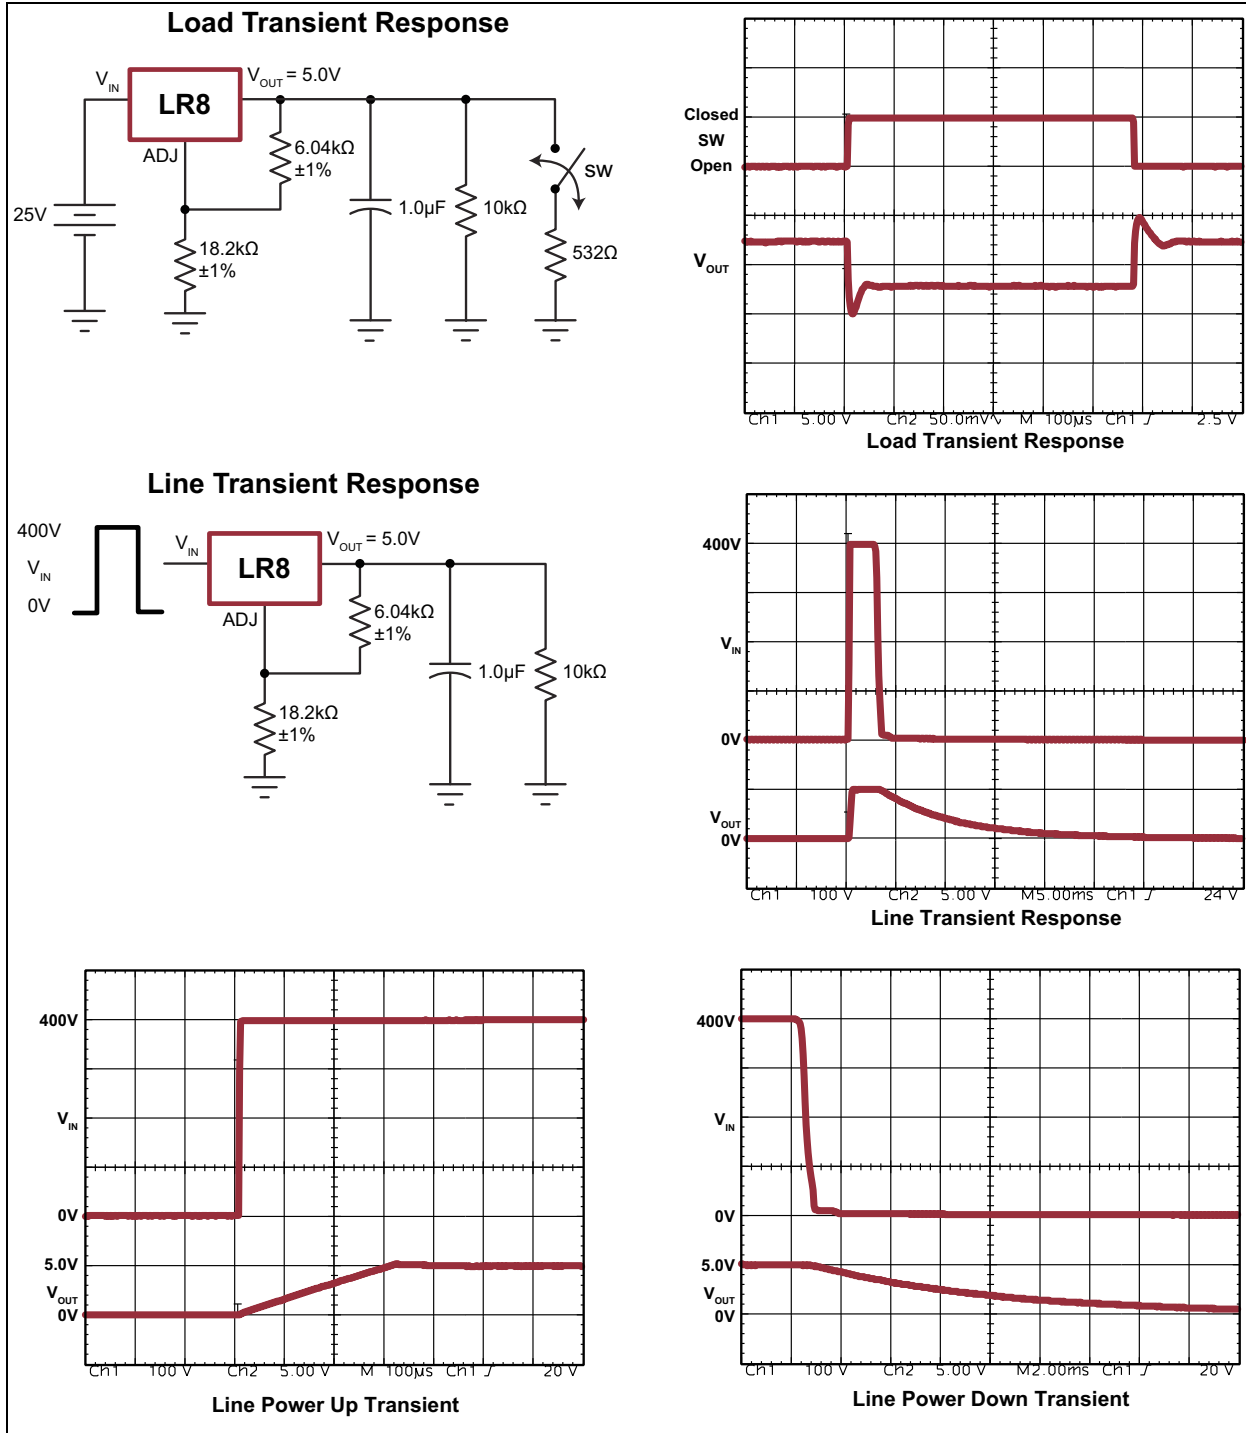 Load Transient Response
VIN
LR8
VOUT = 5.0V
ADJ
6.04kΩ
±1%
25V
18.2kΩ
±1%
1.0µF
10kΩ
SW
532Ω
Closed
SW
Open
VOUT
Ch1 5.00 V Ch2 50.0mV∿ M 100µs Ch1 ∫ 2.5 V
Load Transient Response
Line Transient Response
400V
VIN
0V
VIN
LR8
VOUT = 5.0V
ADJ
6.04kΩ
±1%
18.2kΩ
±1%
1.0µF
10kΩ
400V
VIN
0V
VOUT
0V
Ch1 100 V Ch2 5.00 V M5.00ms Ch1 ∫ 24 V
Line Transient Response
400V
VIN
0V
5.0V
VOUT
0V
Ch1 100 V Ch2 5.00 V M 100µs Ch1 ∫ 20 V
Line Power Up Transient
400V
VIN
0V
5.0V
VOUT
0V
Ch1 100 V Ch2 5.00 V M2.00ms Ch1 ∫ 20 V
Line Power Down Transient